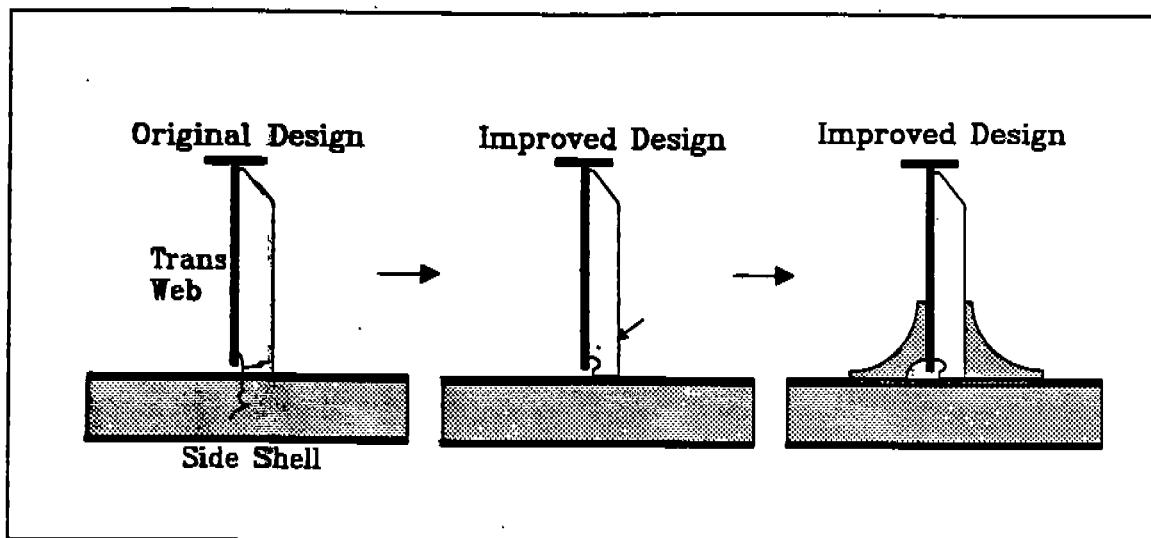 Original Design
Improved Design
Improved Design
Trans
Web
Side Shell